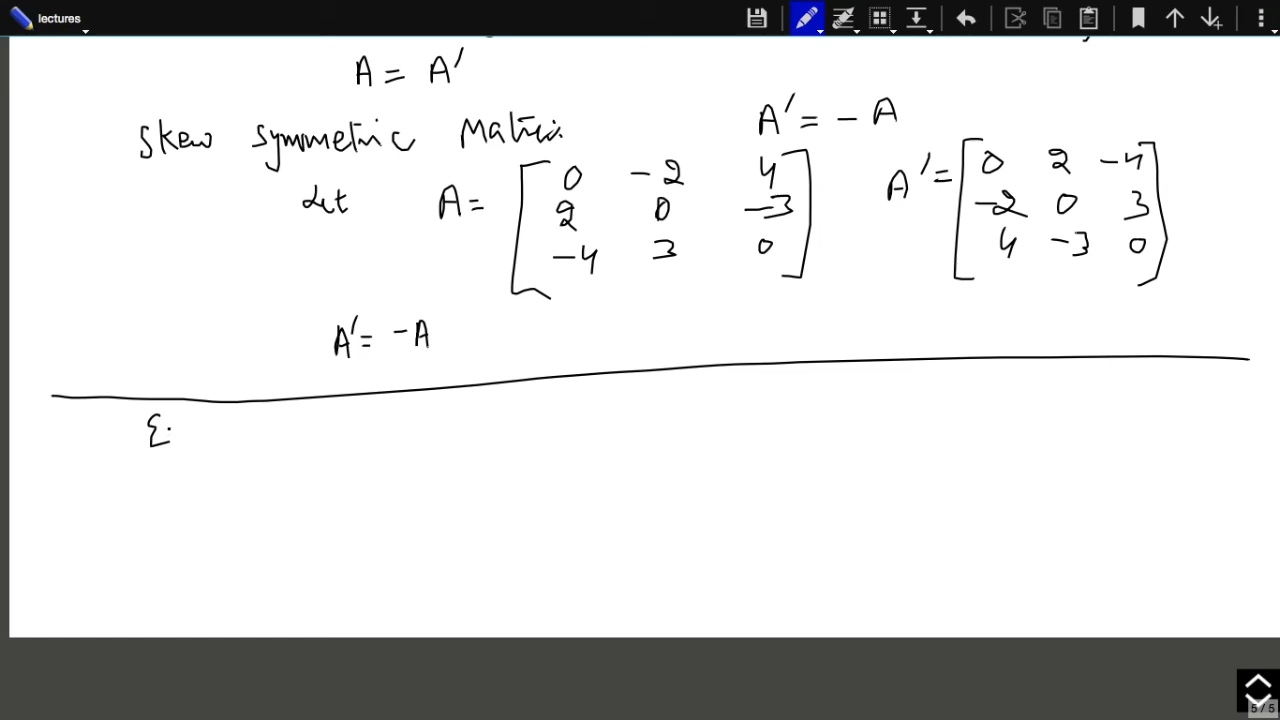 lectures
A = A'
Skew Symmetric Matrix A' = - A
Let A = [ 0 -2 4 A' = [ 0 2 -4
2 0 -3 -2 0 3
-4 3 0 ] 4 -3 0 ]
A' = -A
5 / 5